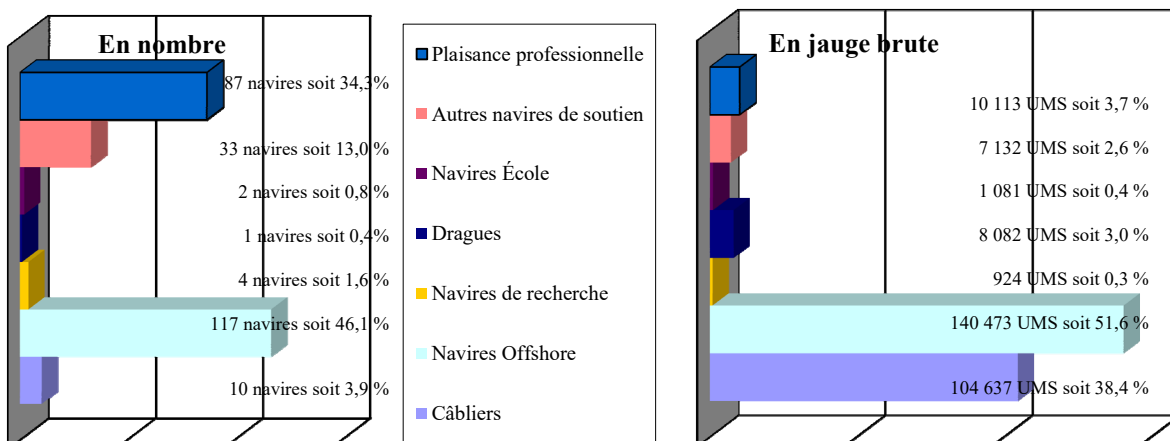 En nombre
87 navires soit 34,3%
33 navires soit 13,0 %
2 navires soit 0,8 %
1 navires soit 0,4%
4 navires soit 1,6 %
117 navires soit 46,1 %
10 navires soit 3,9 %
Plaisance professionnelle
Autres navires de soutien
Navires École
Dragues
Navires de recherche
Navires Offshore
Câbliers
En jauge brute
10 113 UMS soit 3,7 %
7 132 UMS soit 2,6 %
1 081 UMS soit 0,4 %
8 082 UMS soit 3,0 %
924 UMS soit 0,3 %
140 473 UMS soit 51,6 %
104 637 UMS soit 38,4 %